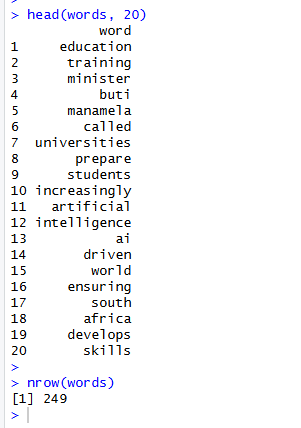 > head(words, 20)
word
1 education
2 training
3 minister
4 buti
5 manamela
6 called
7 universities
8 prepare
9 students
10 increasingly
11 artificial
12 intelligence
13 ai
14 driven
15 world
16 ensuring
17 south
18 africa
19 develops
20 skills
>
> nrow(words)
[1] 249
>